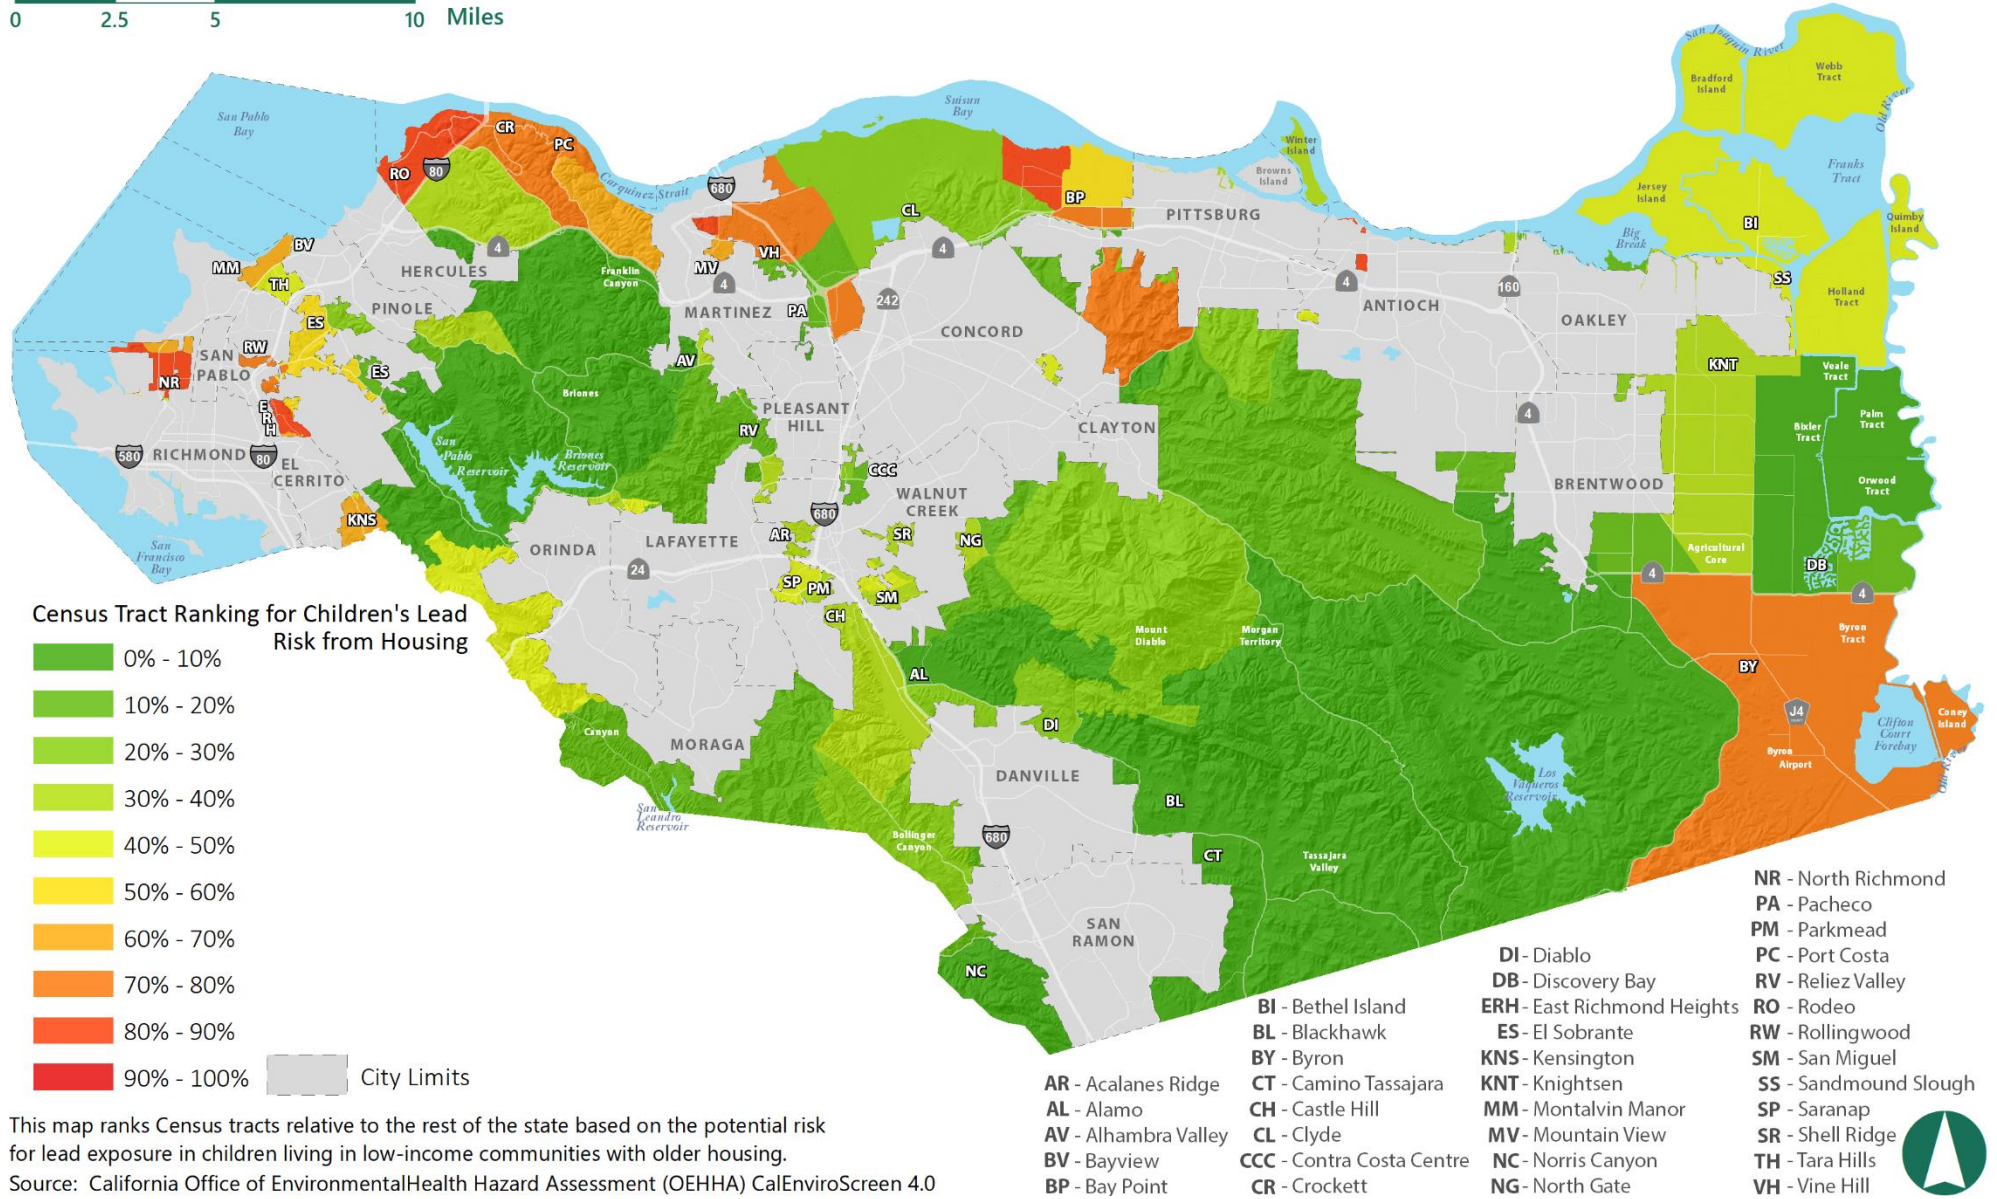 0 2.5 5 10 Miles
San Joaquin River
Bradford
Island
Webb
Tract
Old River
San Pablo
Bay
Suisun
Bay
CR
PC
RO
80
Carquinez Strait
680
Winter
Island
Browns
Island
Franks
Tract
Jersey
Island
BI
Quimby
Island
BP
PITTSBURG
CL
BV
MM
TH
HERCULES
4
Franklin
Canyon
MV
VH
4
4
Big
Break
SS
Holland
Tract
ES
PINOLE
MARTINEZ
PA
242
CONCORD
4
ANTIOCH
160
OAKLEY
RW
SAN
PABLO
NR
ES
AV
Briones
KNT
Veale
Tract
E
R
H
PLEASANT
HILL
RV
CLAYTON
4
Bixler
Tract
Palm
Tract
580
RICHMOND
80
EL
CERRITO
San
Pablo
Reservoir
Briones
Reservoir
CCC
WALNUT
CREEK
BRENTWOOD
Orwood
Tract
KNS
680
ORINDA
LAFAYETTE
AR
SR
NG
24
San
Francisco
Bay
SP
PM
SM
CH
Agricultural
Core
4
DB
4
Mount
Diablo
Morgan
Territory
Byron
Tract
BY
AL
DI
J4
Clifton
Court
Forebay
Coney
Island
Old River
Byron
Airport
Canyon
MORAGA
DANVILLE
BL
Los
Vaqueros
Reservoir
San
Leandro
Reservoir
Bollinger
Canyon
680
CT
Tassajara
Valley
SAN
RAMON
NC
Census Tract Ranking for Children's Lead
Risk from Housing
0% - 10%
10% - 20%
20% - 30%
30% - 40%
40% - 50%
50% - 60%
60% - 70%
70% - 80%
80% - 90%
90% - 100%
City Limits
This map ranks Census tracts relative to the rest of the state based on the potential risk
for lead exposure in children living in low-income communities with older housing.
Source: California Office of EnvironmentalHealth Hazard Assessment (OEHHA) CalEnviroScreen 4.0
AR - Acalanes Ridge
AL - Alamo
AV - Alhambra Valley
BV - Bayview
BP - Bay Point
BI - Bethel Island
BL - Blackhawk
BY - Byron
CT - Camino Tassajara
CH - Castle Hill
CL - Clyde
CCC - Contra Costa Centre
CR - Crockett
DI - Diablo
DB - Discovery Bay
ERH - East Richmond Heights
ES - El Sobrante
KNS - Kensington
KNT - Knightsen
MM - Montalvin Manor
MV - Mountain View
NC - Norris Canyon
NG - North Gate
NR - North Richmond
PA - Pacheco
PM - Parkmead
PC - Port Costa
RV - Reliez Valley
RO - Rodeo
RW - Rollingwood
SM - San Miguel
SS - Sandmound Slough
SP - Saranap
SR - Shell Ridge
TH - Tara Hills
VH - Vine Hill